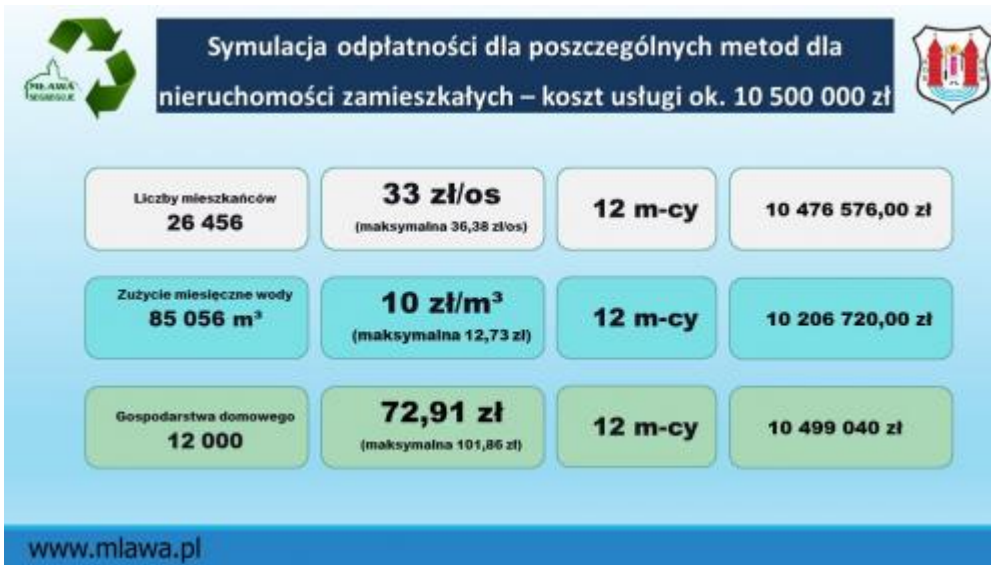 Symulacja odpłatności dla poszczególnych metod dla
nieruchomości zamieszkałych – koszt usługi ok. 10 500 000 zł
MŁAWA
SEGREGUJE
Liczby mieszkańców
26 456
33 zł/os
(maksymalna 36,38 zł/os)
12 m-cy
10 476 576,00 zł
Zużycie miesięczne wody
85 056 m³
10 zł/m³
(maksymalna 12,73 zł)
12 m-cy
10 206 720,00 zł
Gospodarstwa domowego
12 000
72,91 zł
(maksymalna 101,86 zł)
12 m-cy
10 499 040 zł
www.mlawa.pl